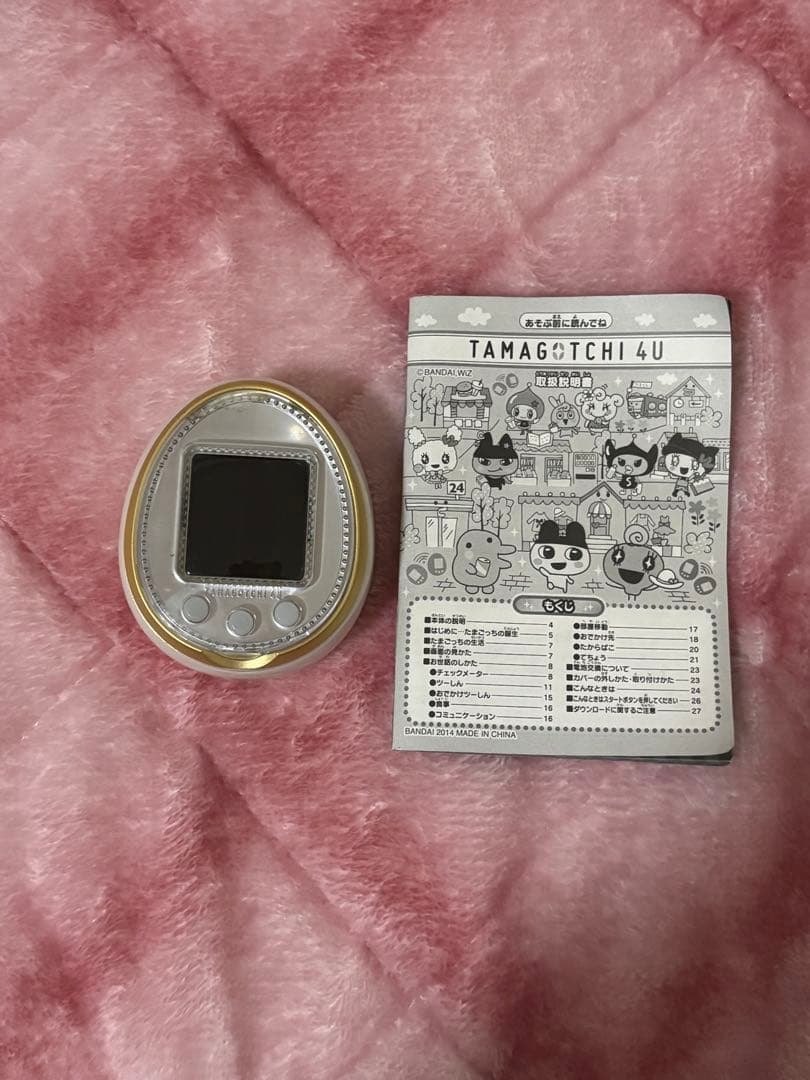 TAMAGOTCHI 4U
あそぶ前に読んでね
TAMAGOTCHI 4U
©BANDAI,WiZ
取扱説明書
24
5
もくじ
■本体の説明 4
■はじめに…たまごっちの誕生 5
■たまごっちの生活 7
■画面の見かた 7
■お世話のしかた 8
●チェックメーター 8
●ツーしん 11
●おでかけツーしん 15
●食事 16
●コミュニケーション 16
●部屋移動 17
●おでかけ先 18
●たからばこ 20
●てちょう 21
■電池交換について 23
■カバーの外しかた・取り付けかた 23
■こんなときは 24
■こんなときはスタートボタンを押してください 26
■ダウンロードに関するご注意 27
BANDAI 2014 MADE IN CHINA